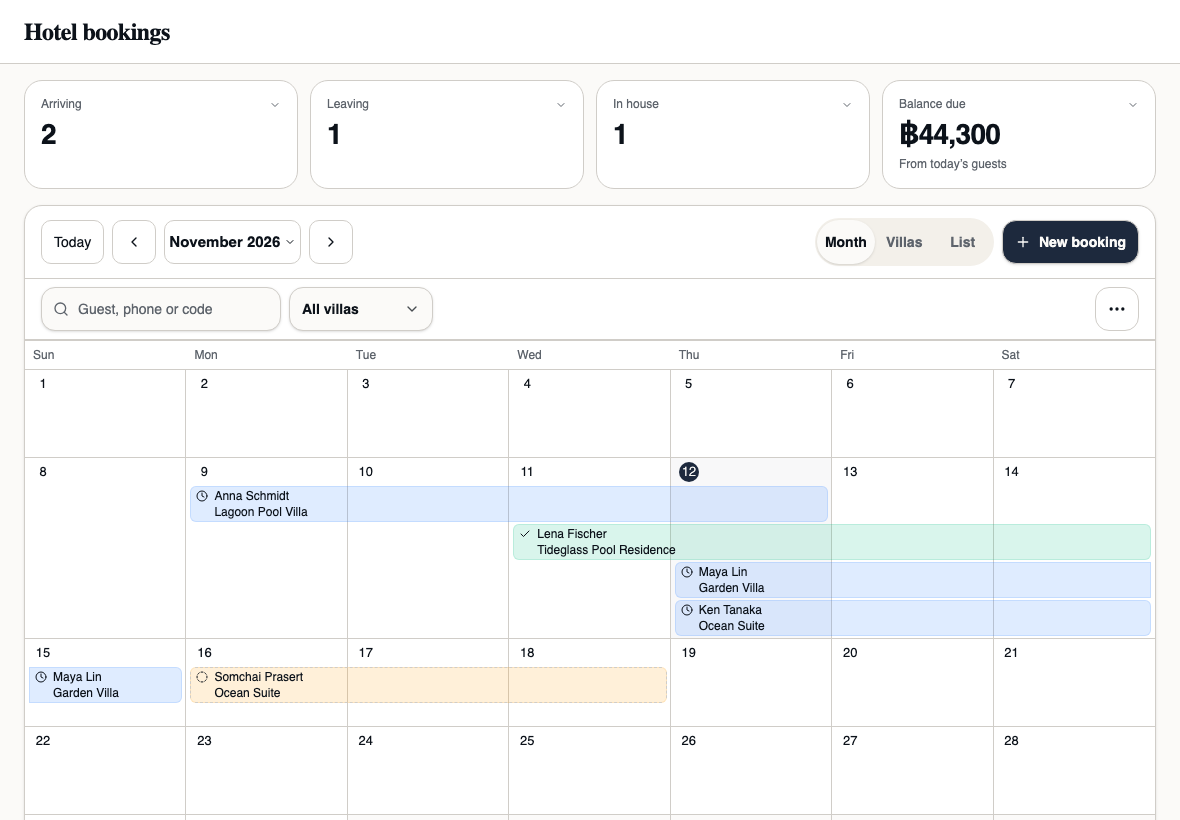 Hotel bookings
Arriving
2
Leaving
1
In house
1
Balance due
฿44,300
From today's guests
Today
November 2026
Month
Villas
List
New booking
Guest, phone or code
All villas
Sun Mon Tue Wed Thu Fri Sat
1 2 3 4 5 6 7
8 9 10 11 12 13 14
Anna Schmidt
Lagoon Pool Villa
Lena Fischer
Tideglass Pool Residence
Maya Lin
Garden Villa
Ken Tanaka
Ocean Suite
15 16 17 18 19 20 21
Maya Lin
Garden Villa
Somchai Prasert
Ocean Suite
22 23 24 25 26 27 28